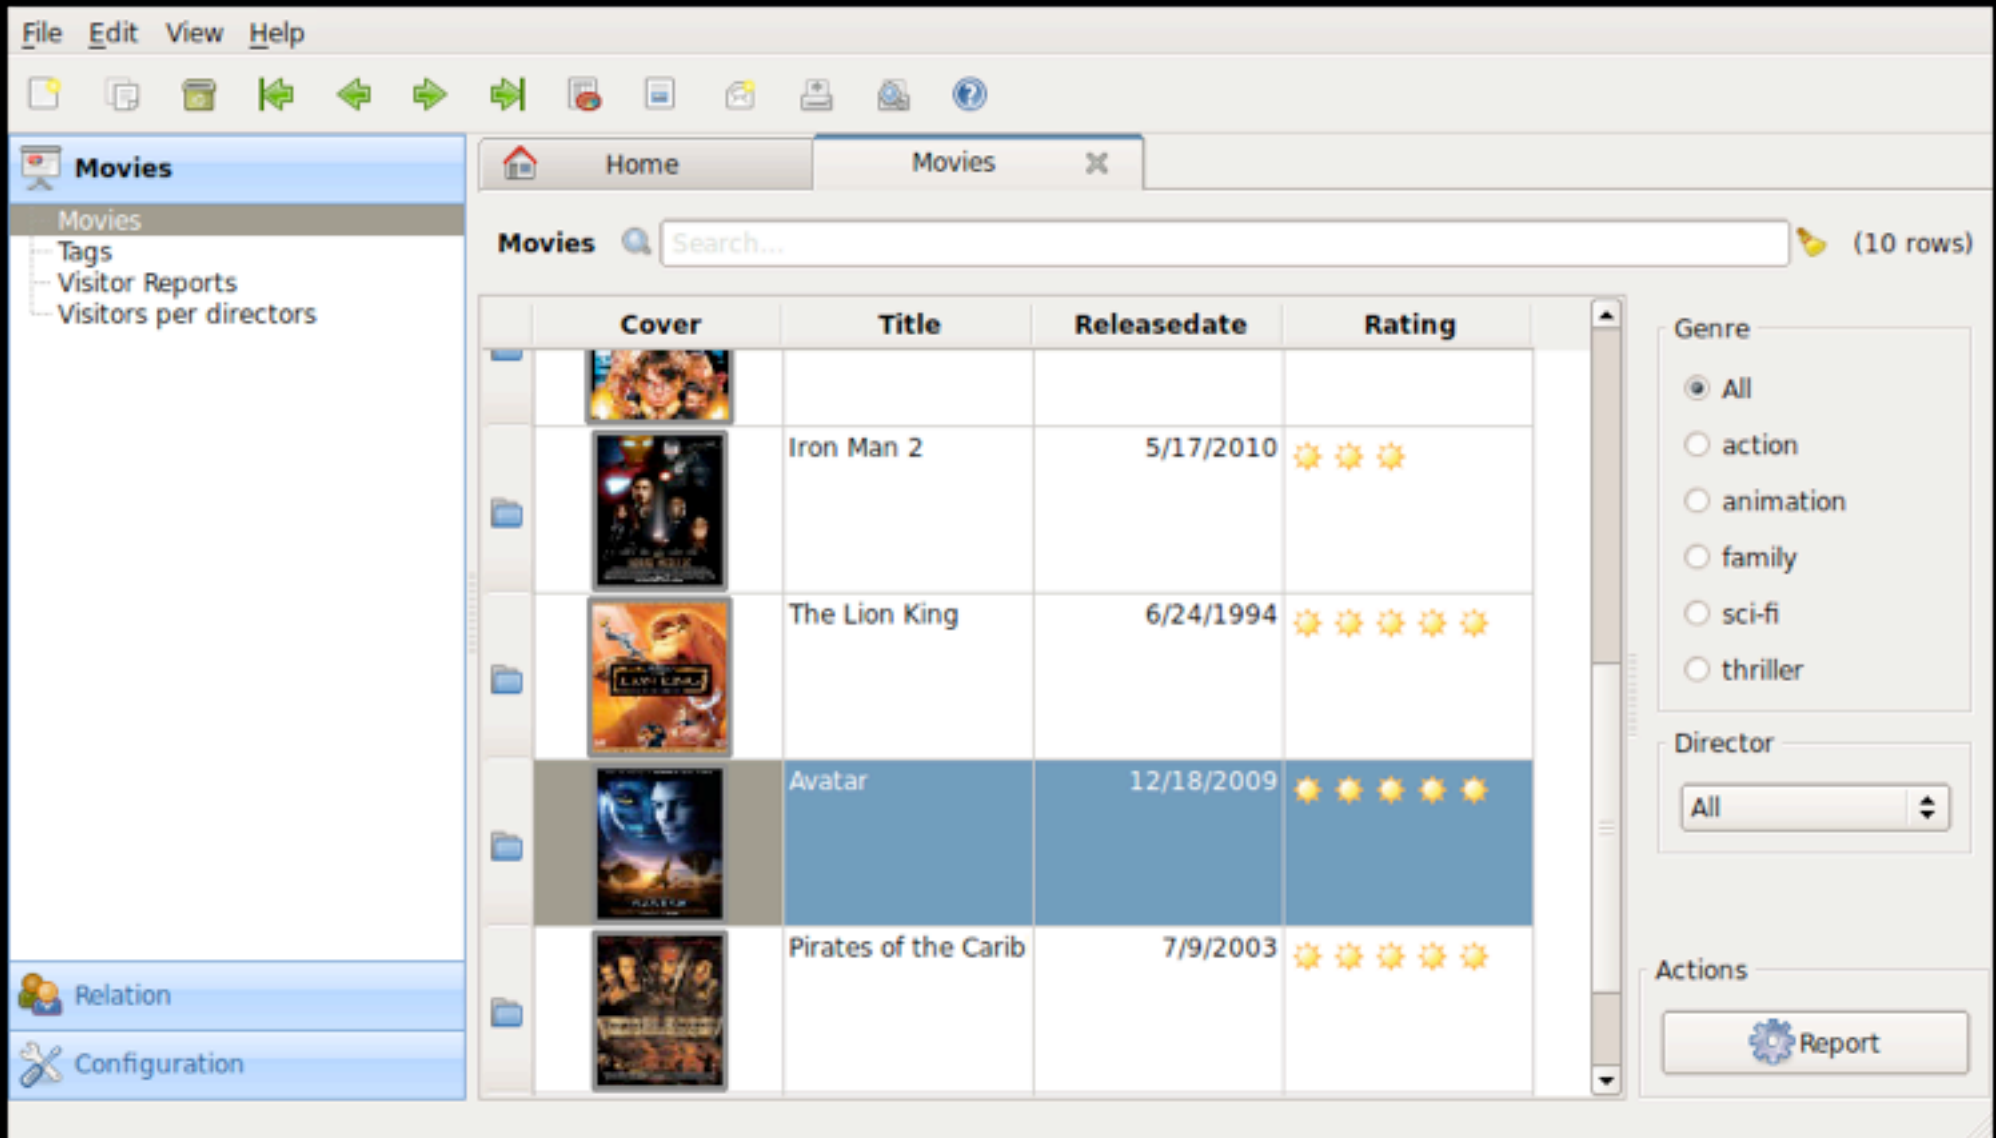 File Edit View Help
Movies
Movies
Tags
Visitor Reports
Visitors per directors
Relation
Configuration
Home Movies
Movies Search... (10 rows)
Cover Title Releasedate Rating
Iron Man 2 5/17/2010
The Lion King 6/24/1994
LION KING
Avatar 12/18/2009
Pirates of the Carib 7/9/2003
Genre
All
action
animation
family
sci-fi
thriller
Director
All
Actions
Report